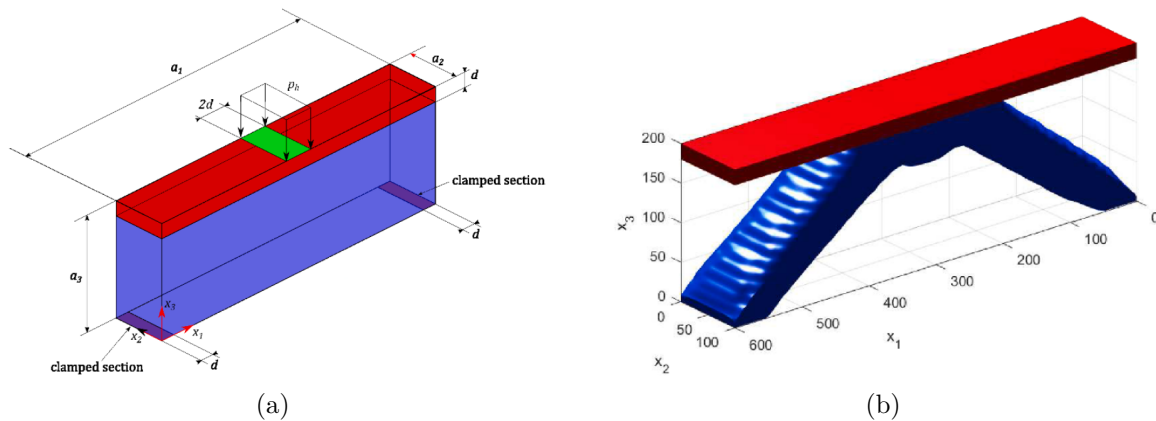 a1
a2
d
ph
2d
clamped section
d
a3
x3
x2
x1
clamped section
d
(a)
200
150
100
50
0
x3
0
50
100
x2
600
500
400
300
200
100
0
x1
(b)